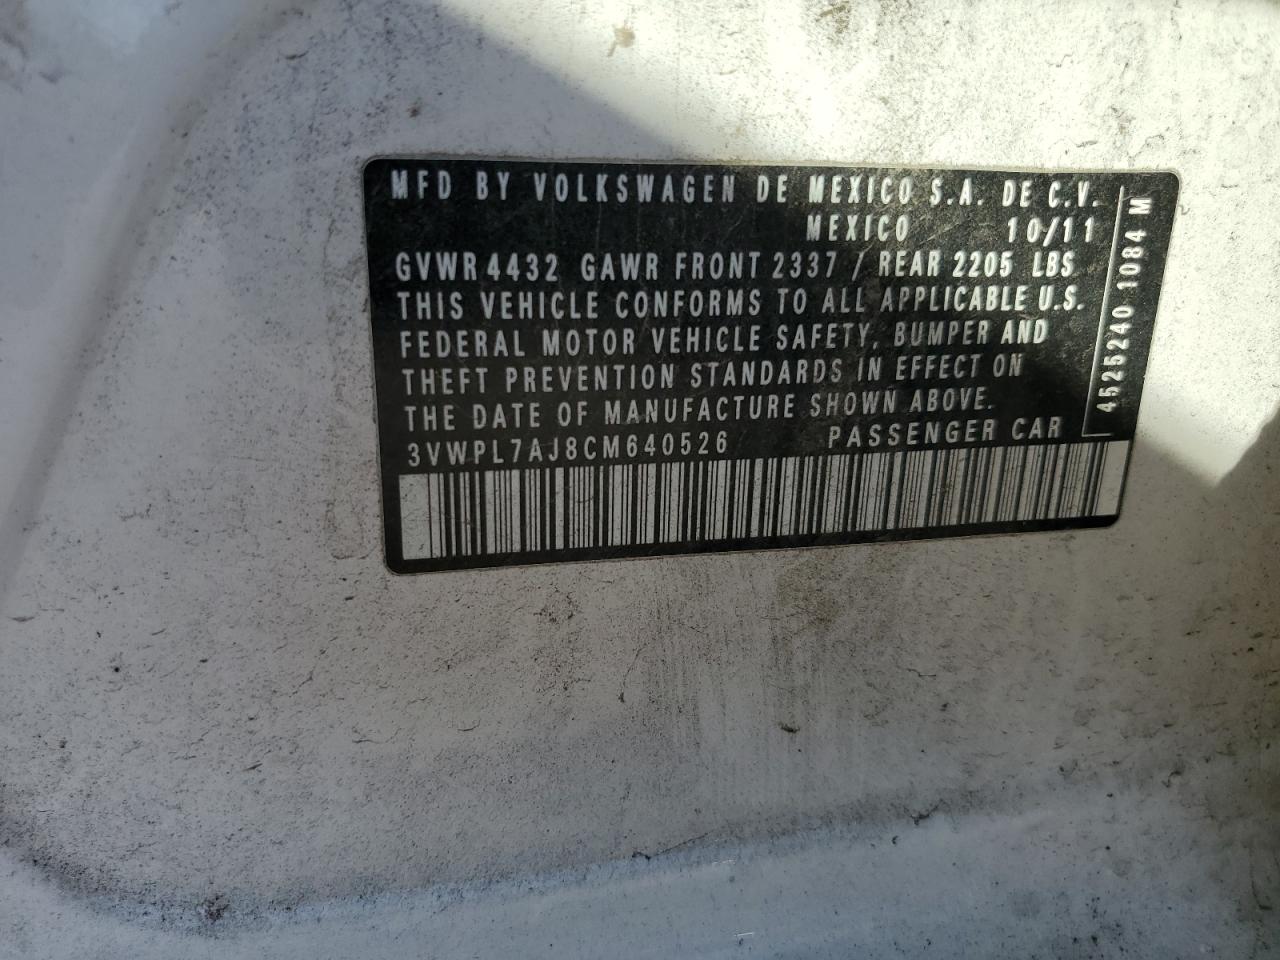 MFD BY VOLKSWAGEN DE MEXICO S.A. DE C.V.
MEXICO 10/11
GVWR 4432 GAWR FRONT 2337 / REAR 2205 LBS
THIS VEHICLE CONFORMS TO ALL APPLICABLE U.S.
FEDERAL MOTOR VEHICLE SAFETY, BUMPER AND
THEFT PREVENTION STANDARDS IN EFFECT ON
THE DATE OF MANUFACTURE SHOWN ABOVE.
3VWPL7AJ8CM640526 PASSENGER CAR
4525240 1084 M